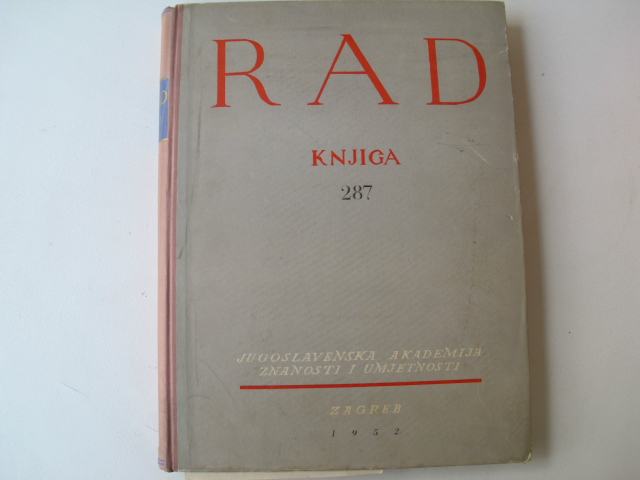 RAD
KNJIGA
287
JUGOSLAVENSKA AKADEMIJA
ZNANOSTI I UMJETNOSTI
ZAGREB
1952